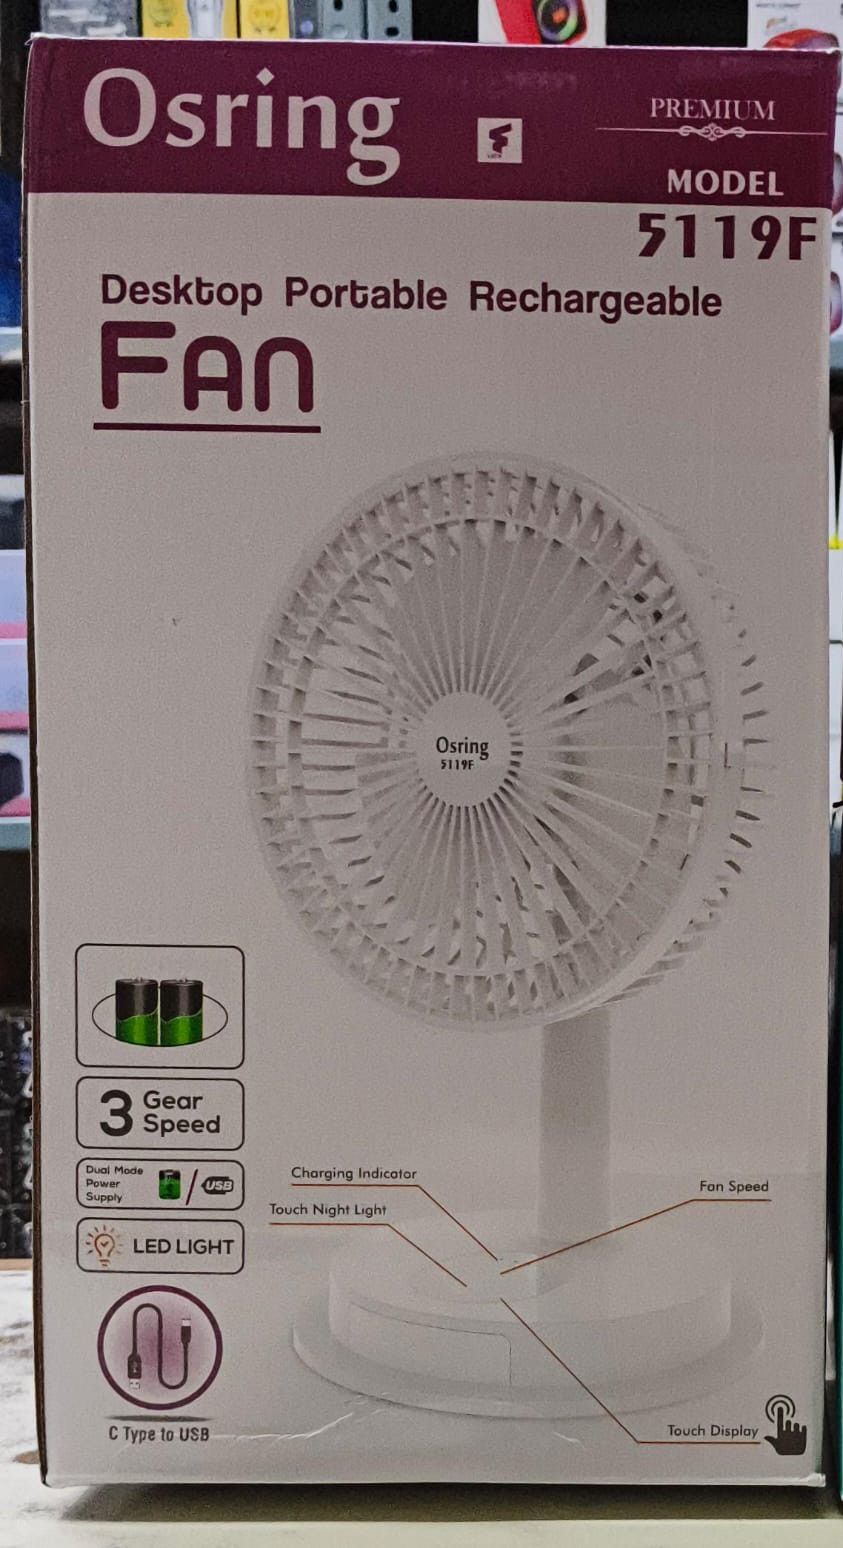 Osring
PREMIUM
MODEL
5119F
Desktop Portable Rechargeable
Fan
Osring
5119F
3 Gear
Speed
Dual Mode
Power
Supply
USB
LED LIGHT
C Type to USB
Charging Indicator
Touch Night Light
Fan Speed
Touch Display